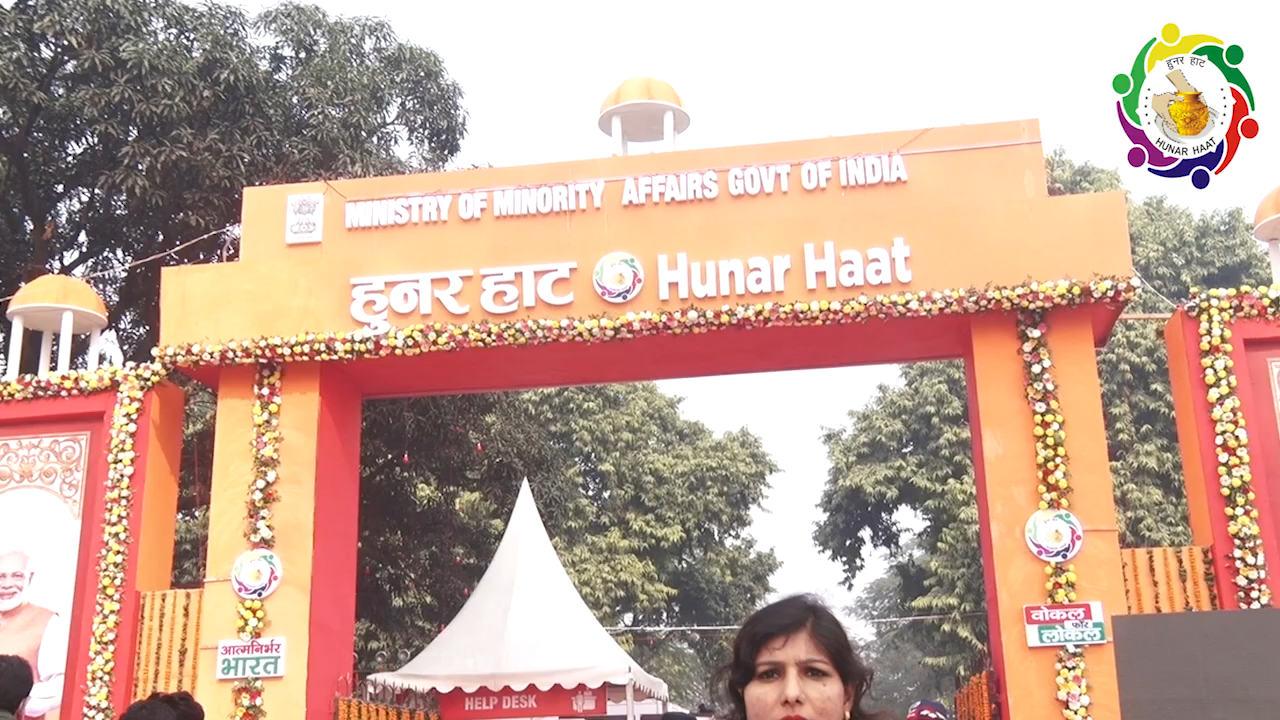 हुनर हाट
HUNAR HAAT
MINISTRY OF MINORITY AFFAIRS GOVT OF INDIA
हुनर हाट Hunar Haat
आत्मनिर्भर
भारत
वोकल
फॉर
लोकल
HELP DESK